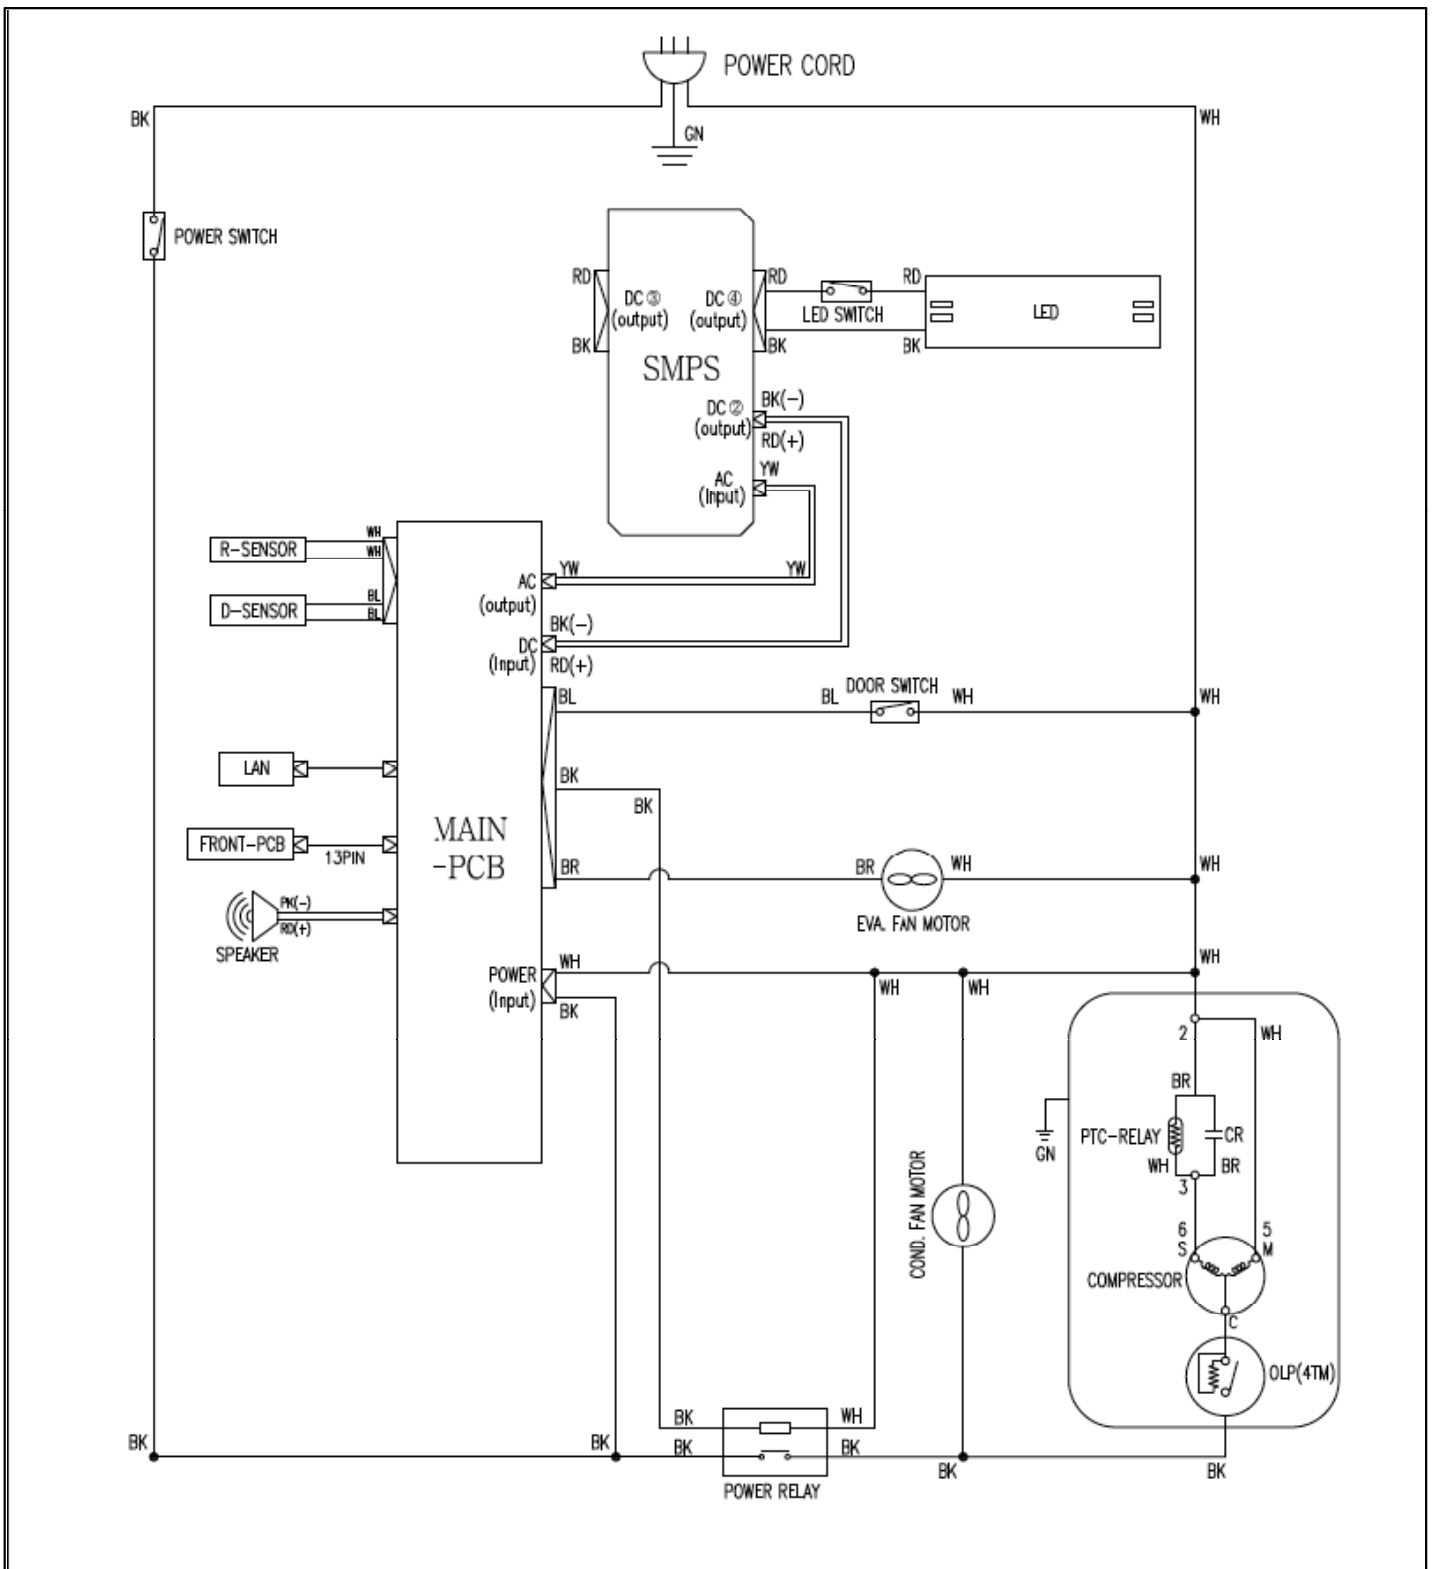 POWER CORD
BK
WH
GN
POWER SWITCH
RD
RD
RD
DC ③
(output)
DC ④
(output)
LED SWITCH
LED
BK
BK
BK
SMPS
DC ②
(output)
BK(-)
RD(+)
AC
(Input)
YW
R-SENSOR
WH
WH
D-SENSOR
BL
BL
AC
(output)
YW
YW
DC
(Input)
BK(-)
RD(+)
BL
BL
DOOR SWITCH
WH
WH
LAN
BK
BK
MAIN
-PCB
FRONT-PCB
13PIN
BR
BR
WH
WH
EVA. FAN MOTOR
PK(-)
RD(+)
SPEAKER
POWER
(Input)
WH
BK
WH
WH
WH
2
WH
BR
PTC-RELAY
CR
WH
BR
3
GN
COND. FAN MOTOR
6
S
5
M
COMPRESSOR
C
OLP(4TM)
BK
WH
BK
BK
BK
BK
BK
BK
POWER RELAY